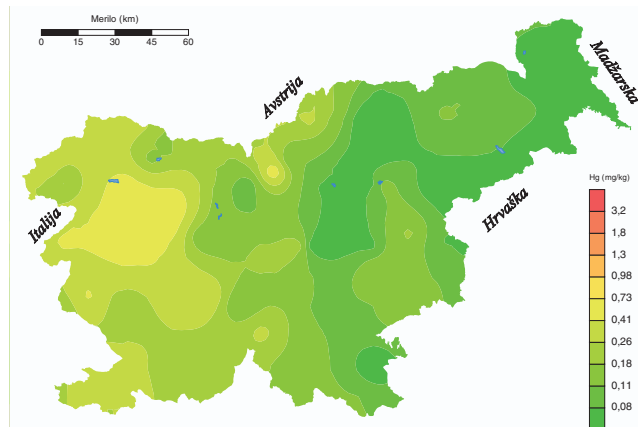 Merilo (km)
0 15 30 45 60
Madžarska
Avstrija
Italija
Hrvaška
Hg (mg/kg)
3,2
1,8
1,3
0,98
0,73
0,41
0,26
0,18
0,11
0,08